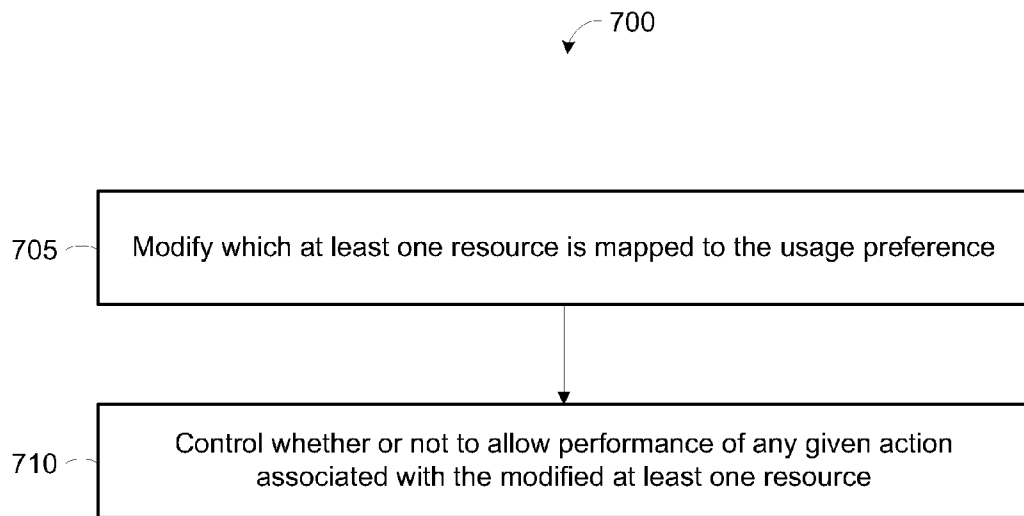 700
705
Modify which at least one resource is mapped to the usage preference
710
Control whether or not to allow performance of any given action
associated with the modified at least one resource